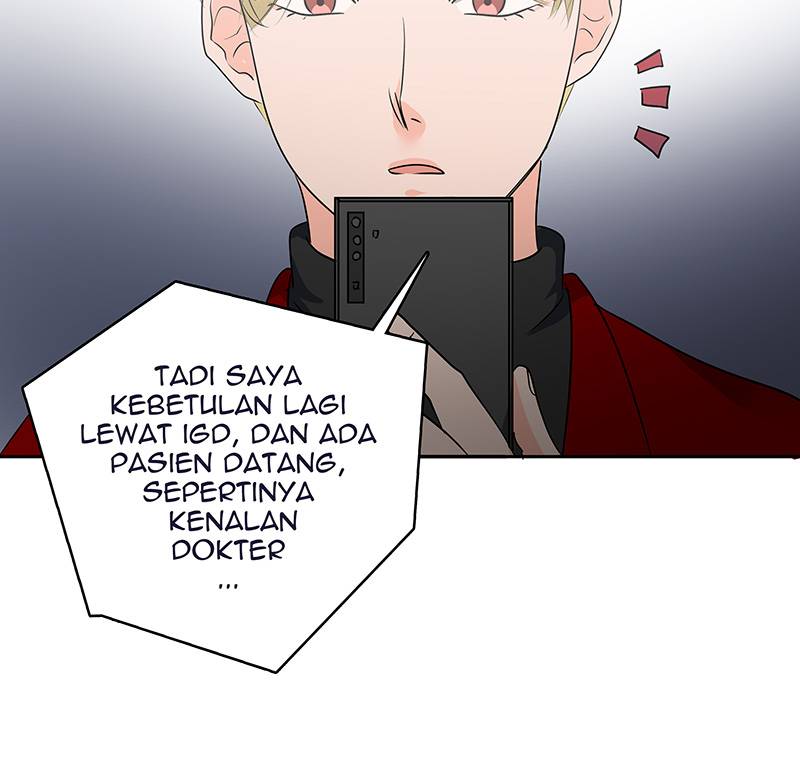 TADI SAYA
KEBETULAN LAGI
LEWAT IGD, DAN ADA
PASIEN DATANG,
SEPERTINYA
KENALAN
DOKTER
...